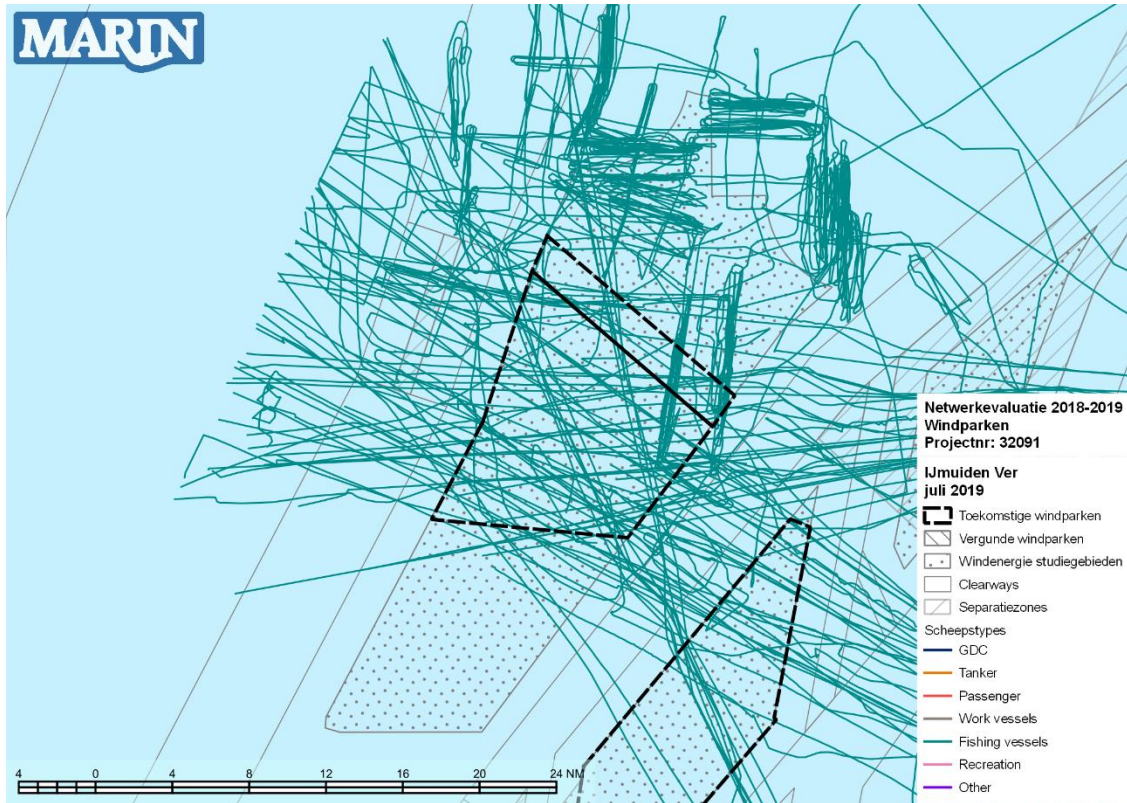 MARIN
Netwerkevaluatie 2018-2019
Windparken
Projectnr: 32091
IJmuiden Ver
juli 2019
Toekomstige windparken
Vergunde windparken
Windenergie studiegebieden
Clearways
Separatiezones
Scheepstypes
GDC
Tanker
Passenger
Work vessels
Fishing vessels
Recreation
Other
4 0 4 8 12 16 20 24 NM